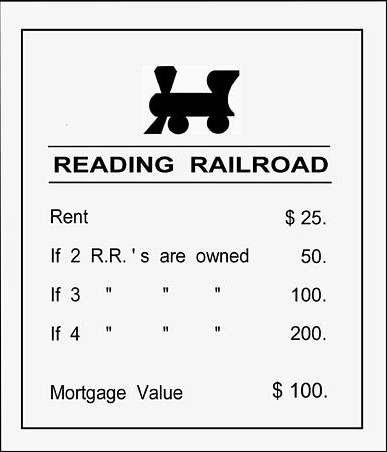 READING RAILROAD
Rent $ 25.
If 2 R.R.'s are owned 50.
If 3 " " " 100.
If 4 " " " 200.
Mortgage Value $ 100.